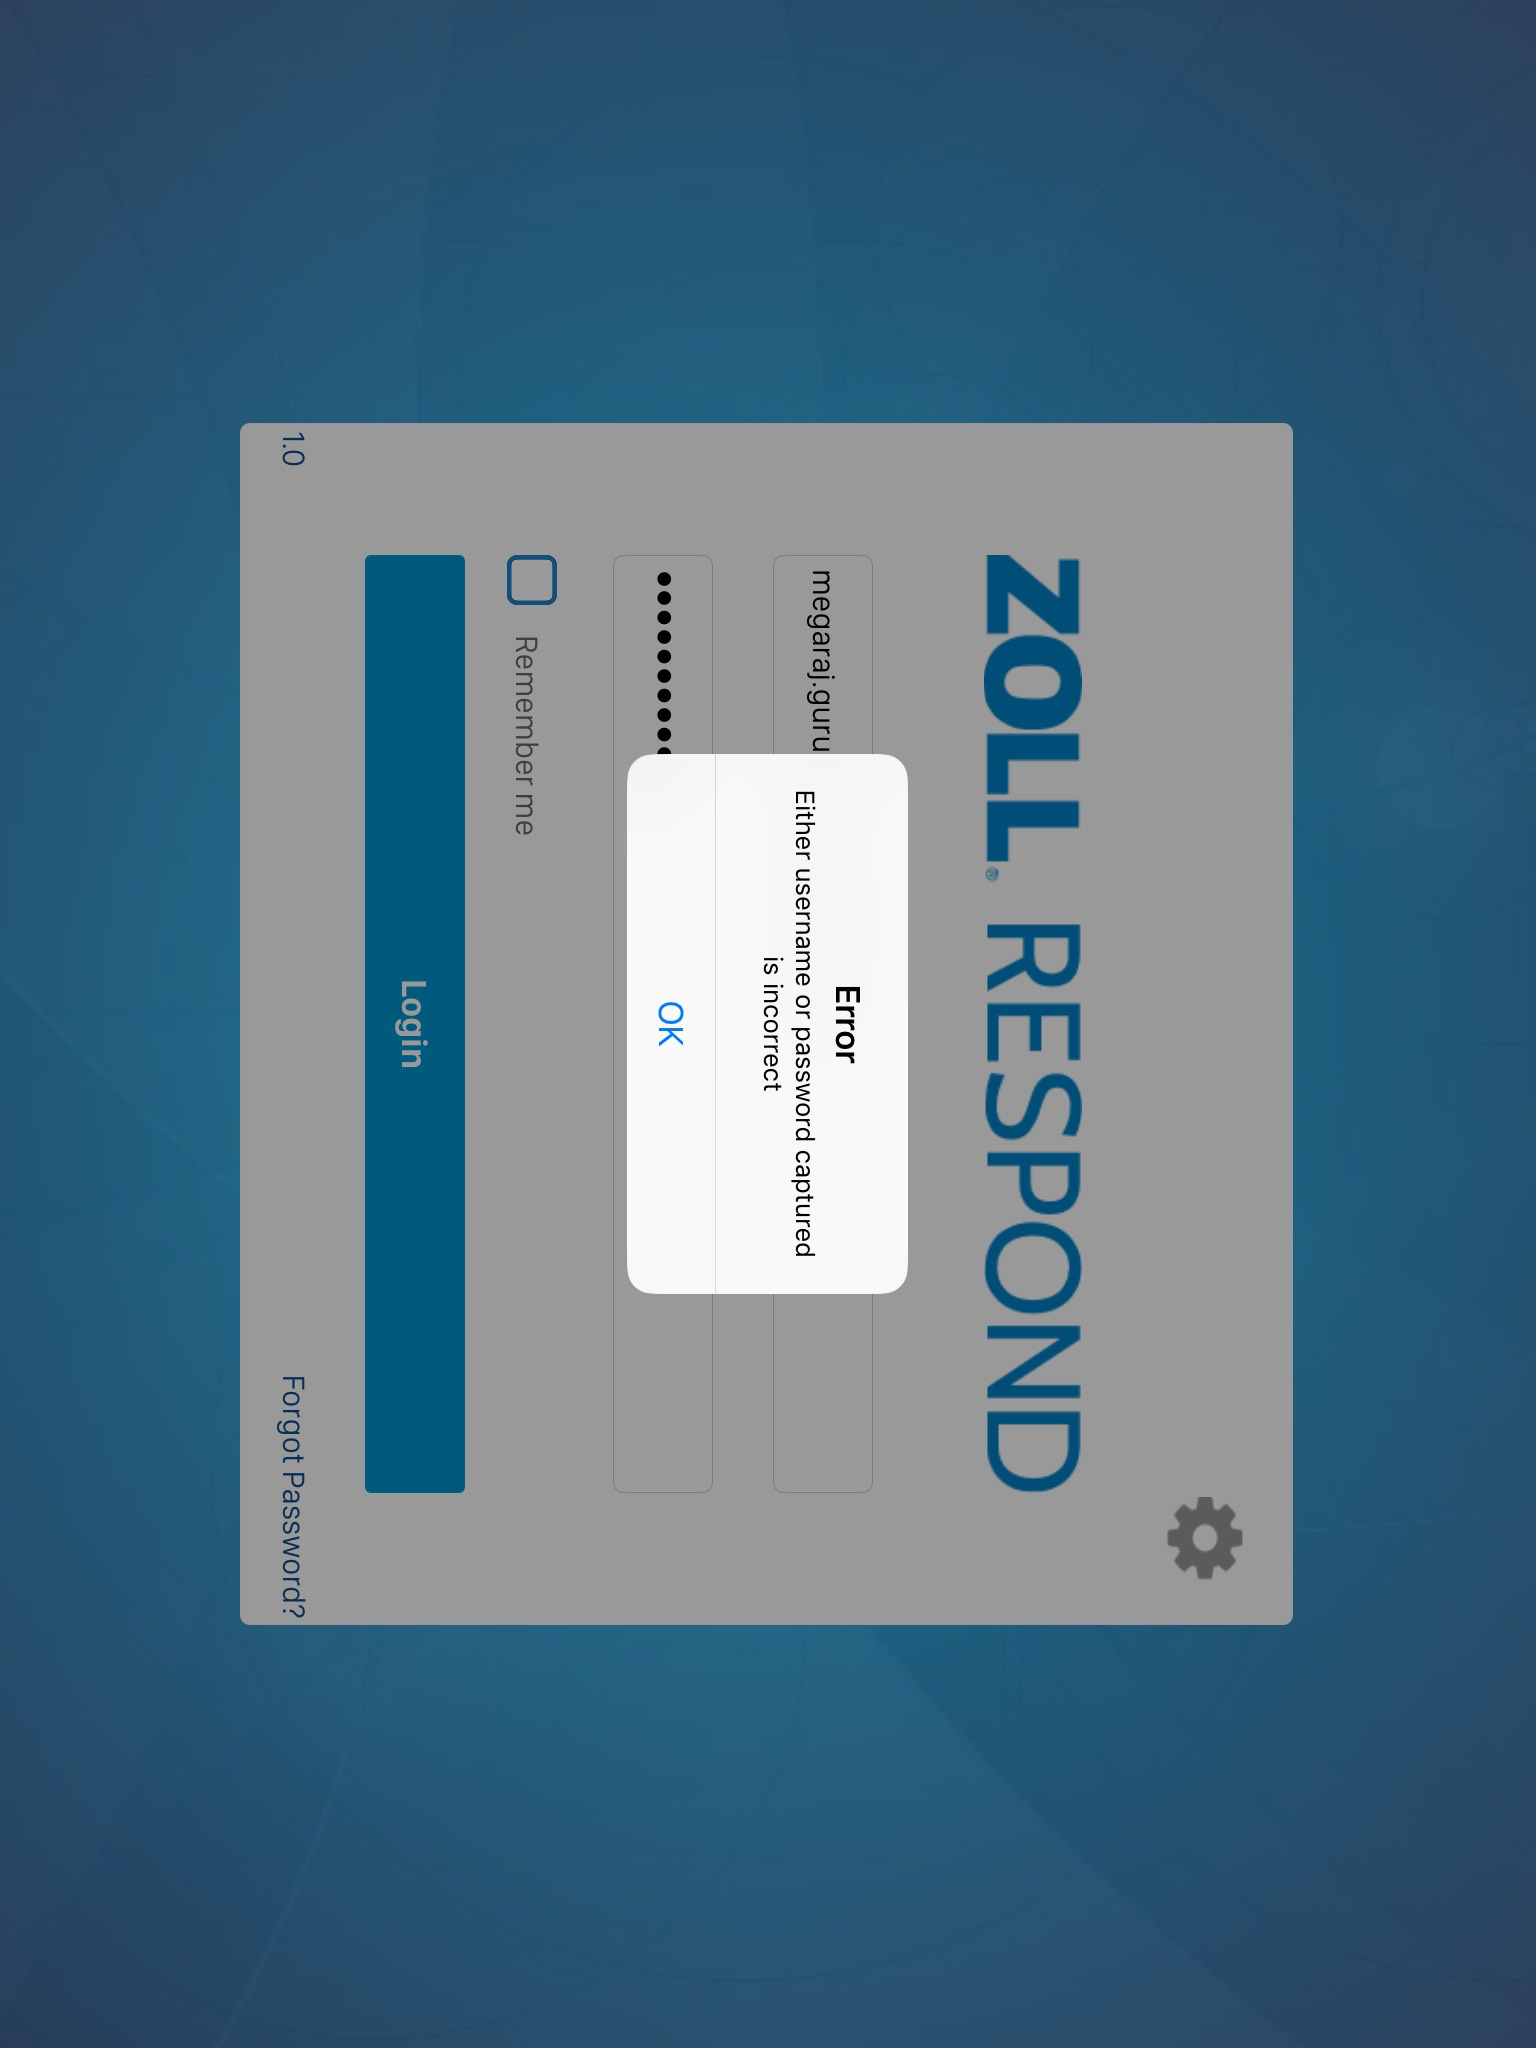 ZOLL® RESPOND
megaraj.guru
Error
Either username or password captured
is incorrect
OK
Remember me
Login
1.0
Forgot Password?